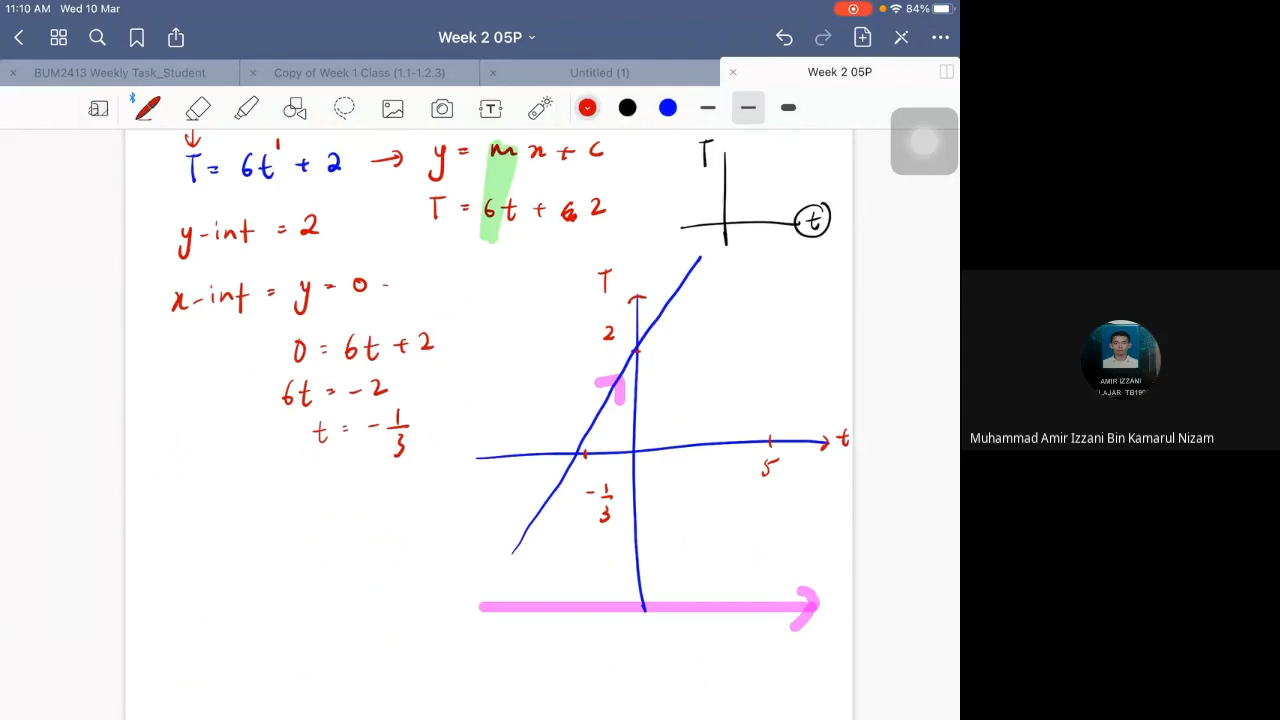 11:10 AM Wed 10 Mar
84%
Week 2 05P
BUM2413 Weekly Task_Student
Copy of Week 1 Class (1.1-1.2.3)
Untitled (1)
Week 2 05P
T = 6t¹ + 2 → y = mx + c
T = 6t + 2
y-int = 2
x-int = y = 0
0 = 6t + 2
6t = -2
t = -1/3
T
t
T
2
t
5
-1/3
AMIR IZZANI
Muhammad Amir Izzani Bin Kamarul Nizam